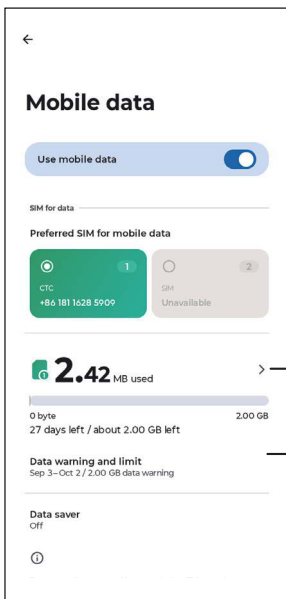 Mobile data
Use mobile data
SIM for data
Preferred SIM for mobile data
1
2
CTC
SIM
+86 181 1628 5909
Unavailable
1
2.42 MB used
0 byte
2.00 GB
27 days left / about 2.00 GB left
Data warning and limit
Sep 3–Oct 2 / 2.00 GB data warning
Data saver
Off